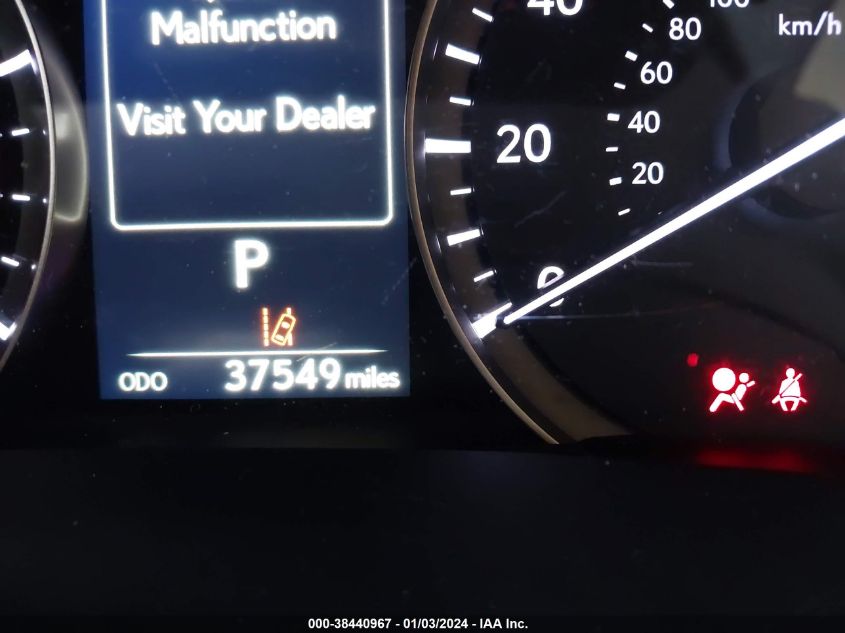 Malfunction
Visit Your Dealer
P
ODO 37549 miles
40
20
0
100
80
60
40
20
km/h
000-38440967 - 01/03/2024 - IAA Inc.